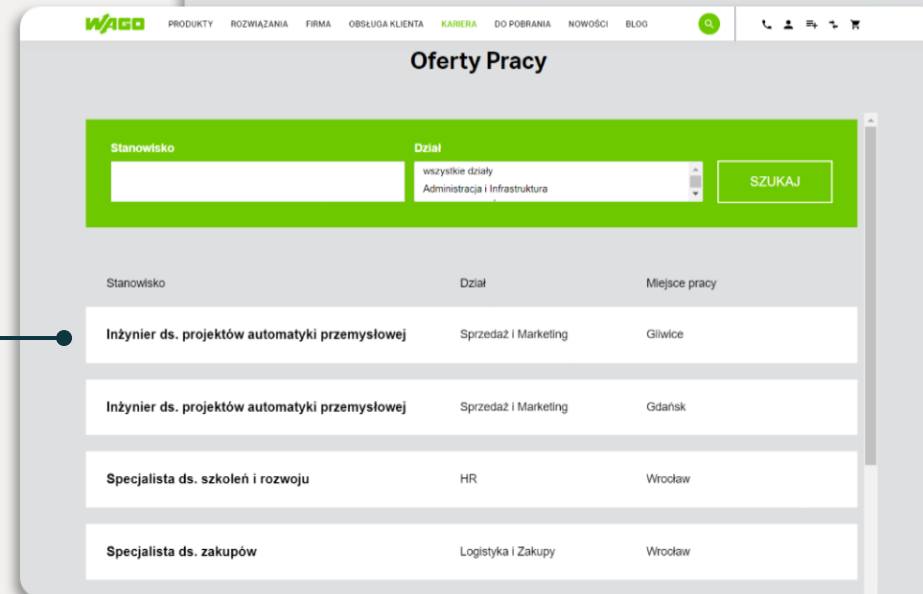 WAGO PRODUKTY ROZWIĄZANIA FIRMA OBSŁUGA KLIENTA KARIERA DO POBRANIA NOWOŚCI BLOG
Oferty Pracy
Stanowisko Dział
wszystkie działy
Administracja i Infrastruktura
SZUKAJ
Stanowisko Dział Miejsce pracy
Inżynier ds. projektów automatyki przemysłowej Sprzedaż i Marketing Gliwice
Inżynier ds. projektów automatyki przemysłowej Sprzedaż i Marketing Gdańsk
Specjalista ds. szkoleń i rozwoju HR Wrocław
Specjalista ds. zakupów Logistyka i Zakupy Wrocław